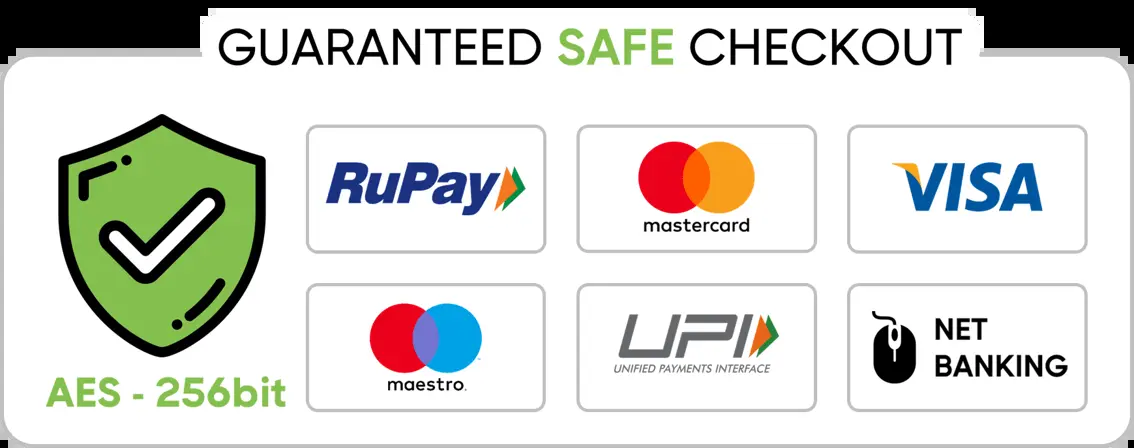 GUARANTEED SAFE CHECKOUT
RuPay
mastercard
VISA
maestro.
UPI
UNIFIED PAYMENTS INTERFACE
NET
BANKING
AES - 256bit